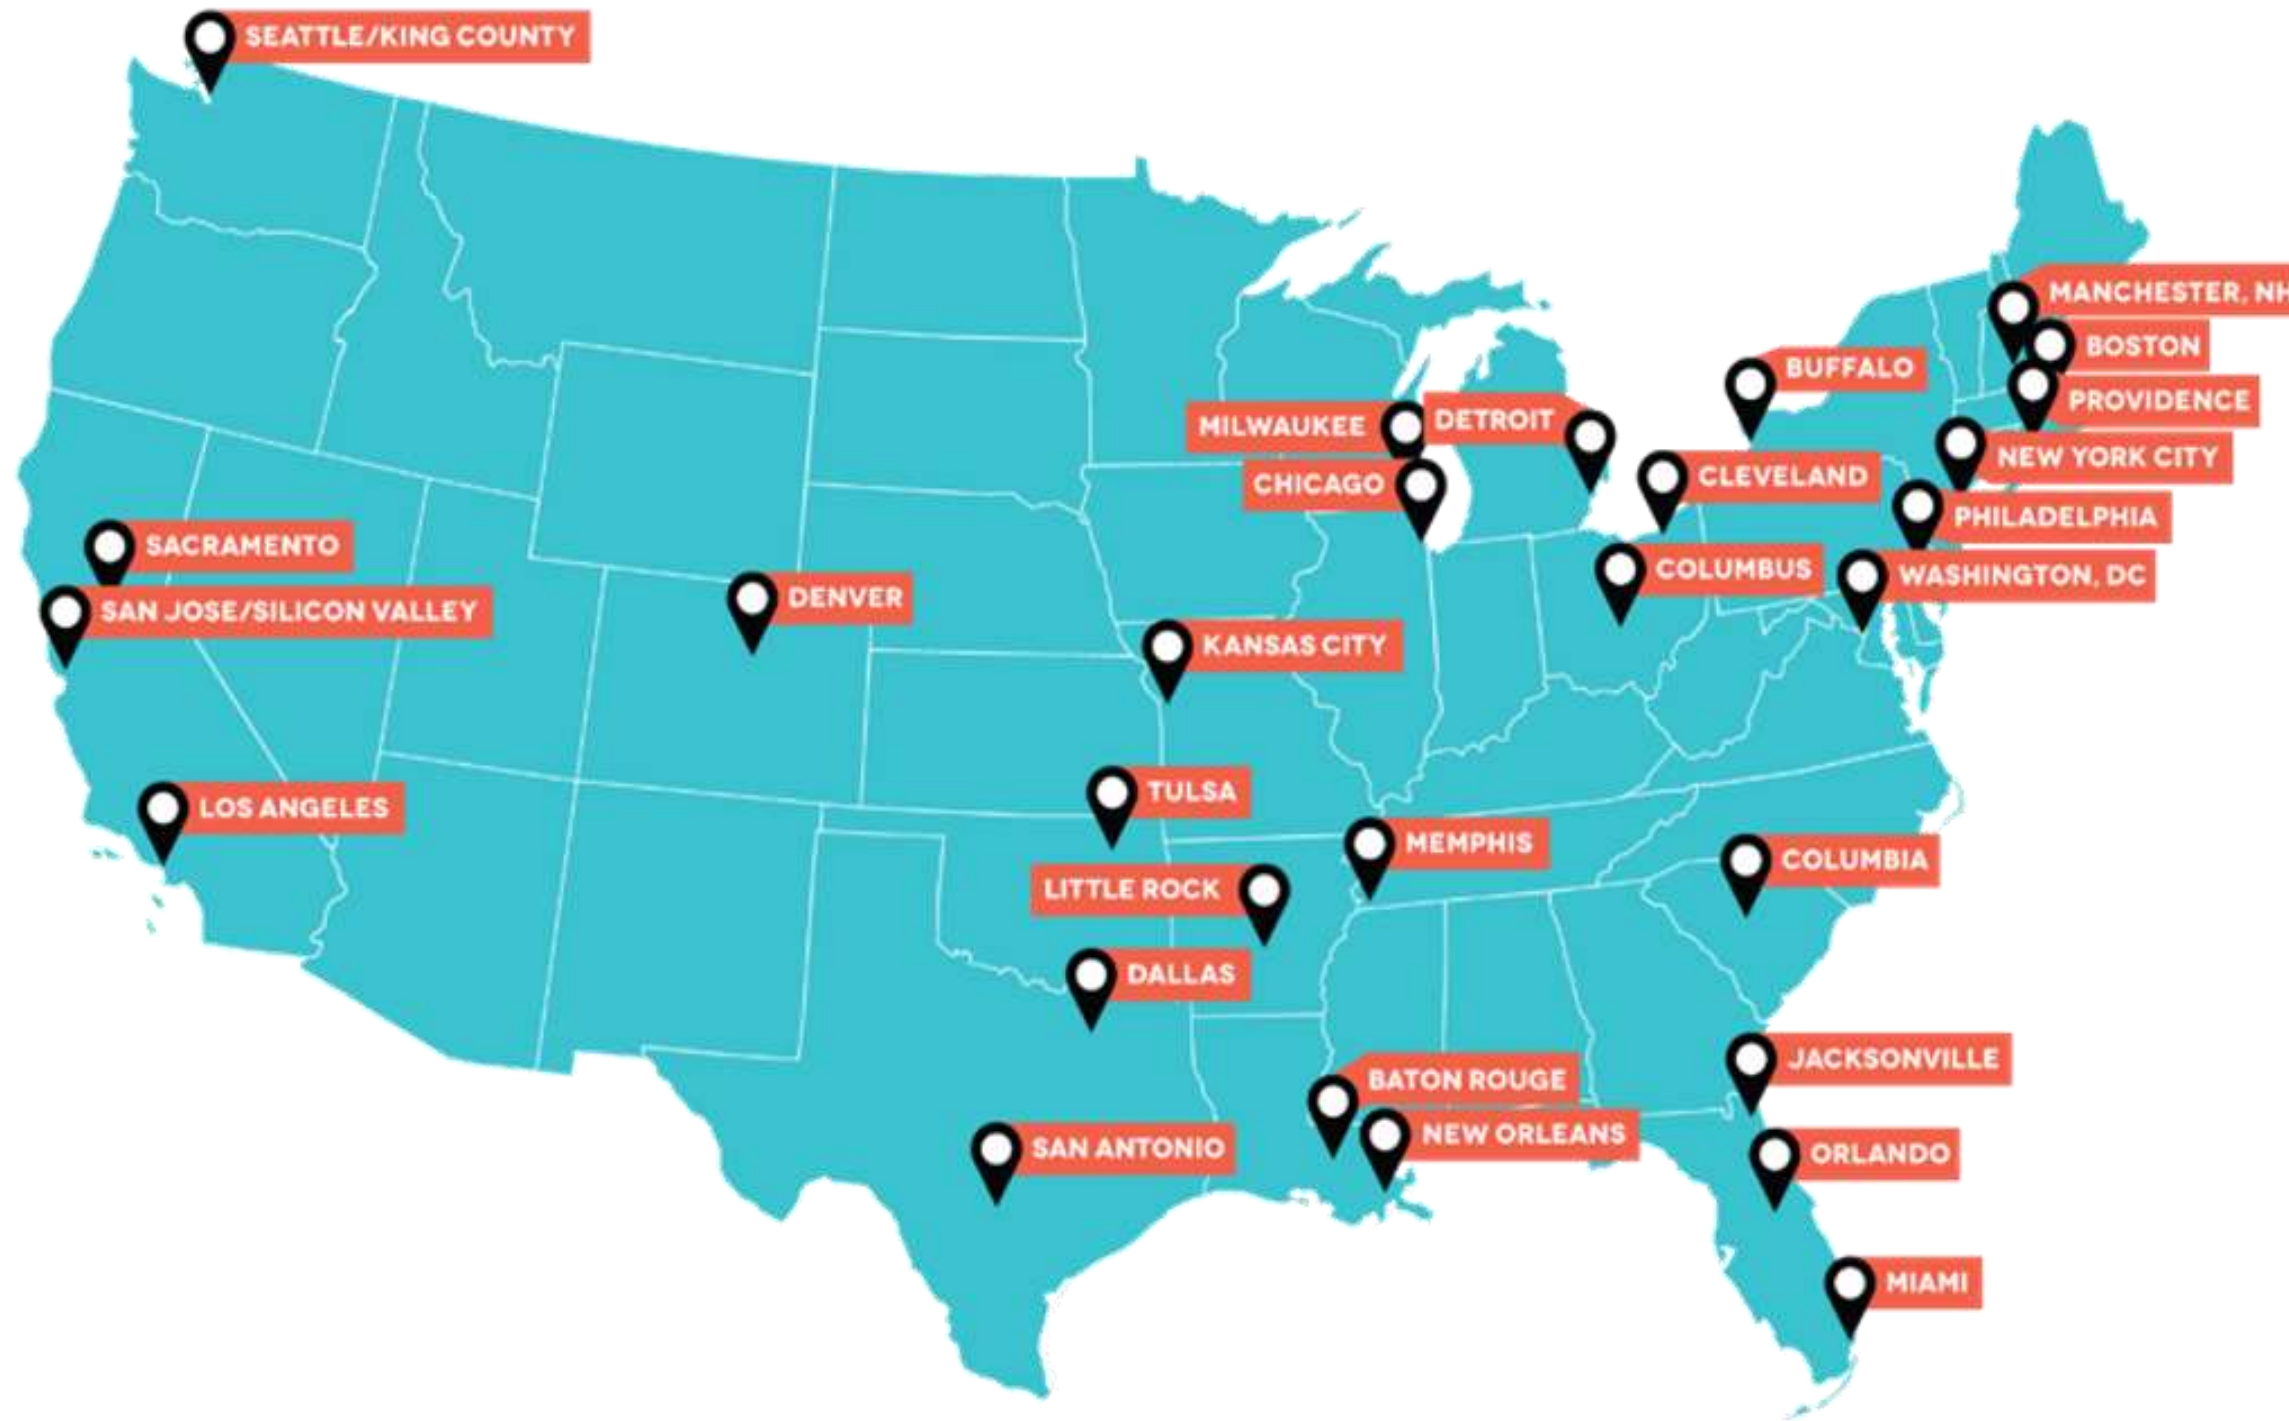 SEATTLE/KING COUNTY
MANCHESTER, NH
BOSTON
BUFFALO
PROVIDENCE
MILWAUKEE
DETROIT
NEW YORK CITY
CHICAGO
CLEVELAND
PHILADELPHIA
SACRAMENTO
COLUMBUS
WASHINGTON, DC
SAN JOSE/SILICON VALLEY
DENVER
KANSAS CITY
TULSA
LOS ANGELES
MEMPHIS
COLUMBIA
LITTLE ROCK
DALLAS
JACKSONVILLE
BATON ROUGE
NEW ORLEANS
SAN ANTONIO
ORLANDO
MIAMI